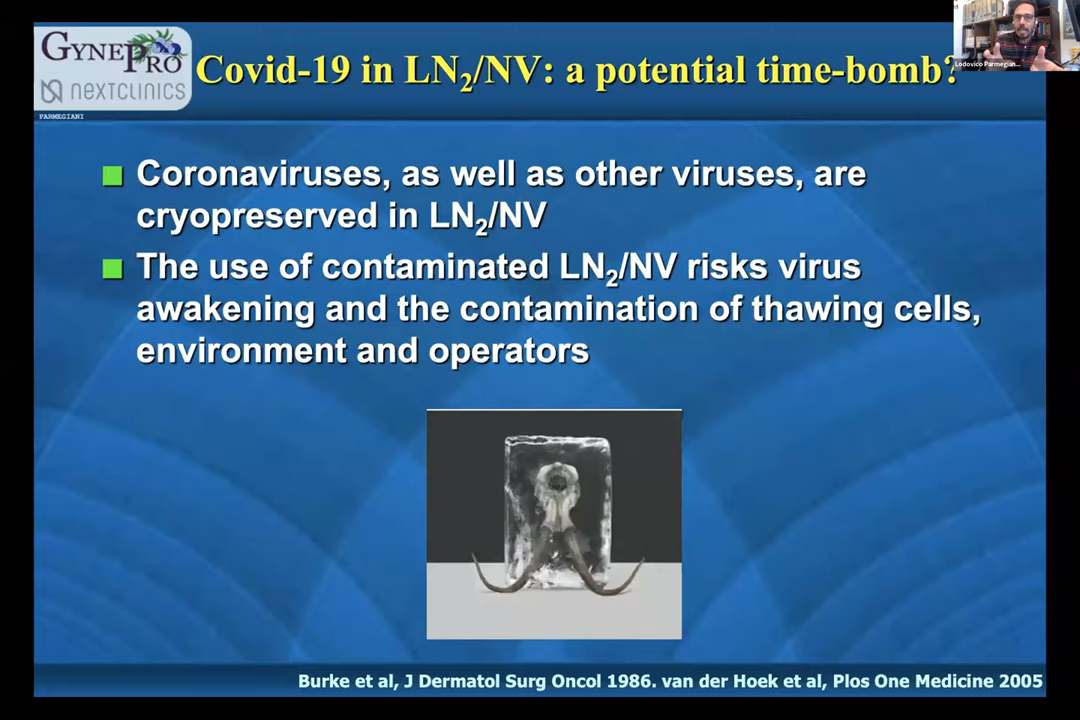 GYNEPRO
NEXTCLINICS
PARMEGIANI
Covid-19 in LN₂/NV: a potential time-bomb?
Lodovico Parmegian...
Coronaviruses, as well as other viruses, are
cryopreserved in LN₂/NV
The use of contaminated LN₂/NV risks virus
awakening and the contamination of thawing cells,
environment and operators
Burke et al, J Dermatol Surg Oncol 1986. van der Hoek et al, Plos One Medicine 2005